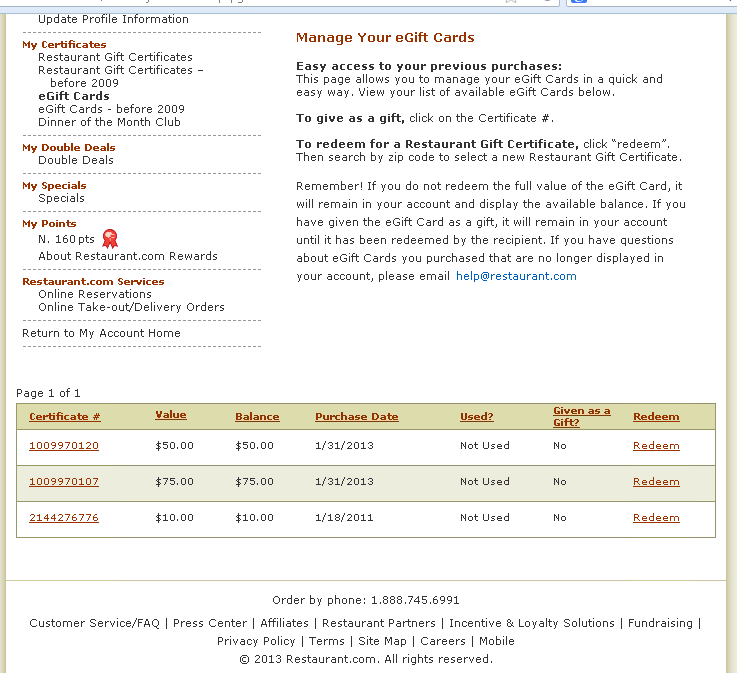 Update Profile Information
My Certificates
Restaurant Gift Certificates
Restaurant Gift Certificates –
before 2009
eGift Cards
eGift Cards - before 2009
Dinner of the Month Club
My Double Deals
Double Deals
My Specials
Specials
My Points
N. 160 pts
About Restaurant.com Rewards
Restaurant.com Services
Online Reservations
Online Take-out/Delivery Orders
Return to My Account Home
Manage Your eGift Cards
Easy access to your previous purchases:
This page allows you to manage your eGift Cards in a quick and
easy way. View your list of available eGift Cards below.
To give as a gift, click on the Certificate #.
To redeem for a Restaurant Gift Certificate, click “redeem”.
Then search by zip code to select a new Restaurant Gift Certificate.
Remember! If you do not redeem the full value of the eGift Card, it
will remain in your account and display the available balance. If you
have given the eGift Card as a gift, it will remain in your account
until it has been redeemed by the recipient. If you have questions
about eGift Cards you purchased that are no longer displayed in
your account, please email help@restaurant.com
Page 1 of 1
Certificate # Value Balance Purchase Date Used? Given as a Gift? Redeem
1009970120 $50.00 $50.00 1/31/2013 Not Used No Redeem
1009970107 $75.00 $75.00 1/31/2013 Not Used No Redeem
2144276776 $10.00 $10.00 1/18/2011 Not Used No Redeem
Order by phone: 1.888.745.6991
Customer Service/FAQ | Press Center | Affiliates | Restaurant Partners | Incentive & Loyalty Solutions | Fundraising |
Privacy Policy | Terms | Site Map | Careers | Mobile
© 2013 Restaurant.com. All rights reserved.